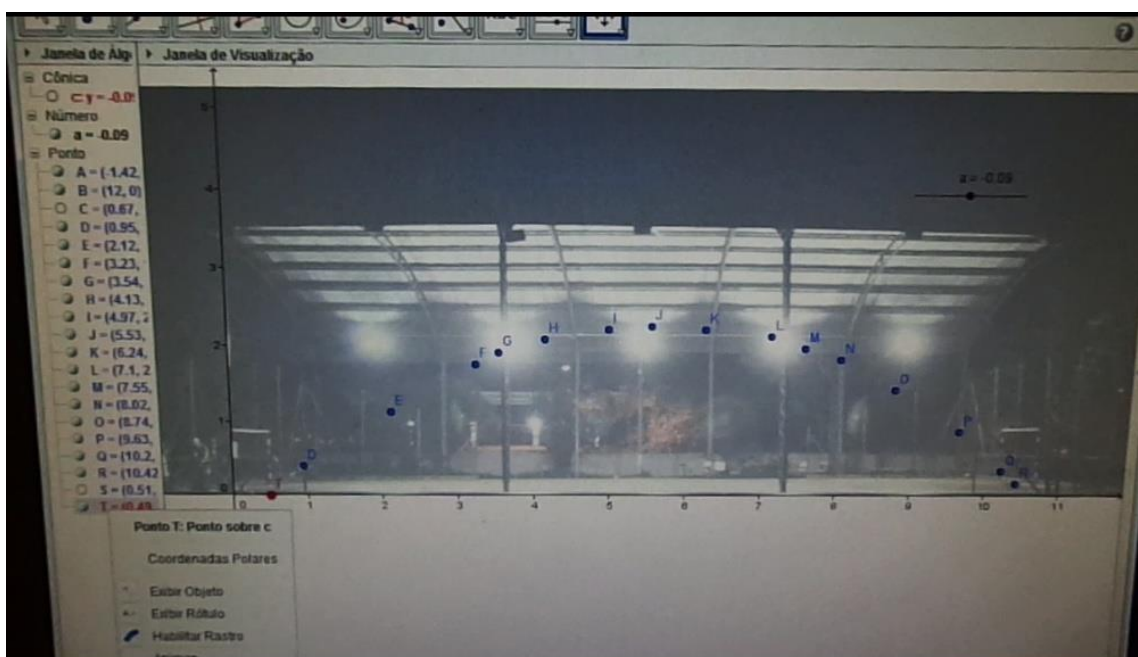 Janela de Álg
Janela de Visualização
Cônica
Número
a = -0.09
Ponto
A = (-1.42,
B = (12, 0)
C = (0.67,
D = (0.95,
E = (2.12,
F = (3.23,
G = (3.54,
H = (4.13,
I = (4.97, 2
J = (5.53,
K = (6.24,
L = (7.1, 2
M = (7.55,
N = (8.02,
O = (8.74,
P = (9.63,
Q = (10.2,
R = (10.42
S = (0.51,
T = (0.49
5
4
3
2
1
0
a = -0.09
D E F G H I J K L M N O P Q R
T
0 1 2 3 4 5 6 7 8 9 10 11
Ponto T: Ponto sobre c
Coordenadas Polares
Exibir Objeto
Exibir Rótulo
Habilitar Rastro